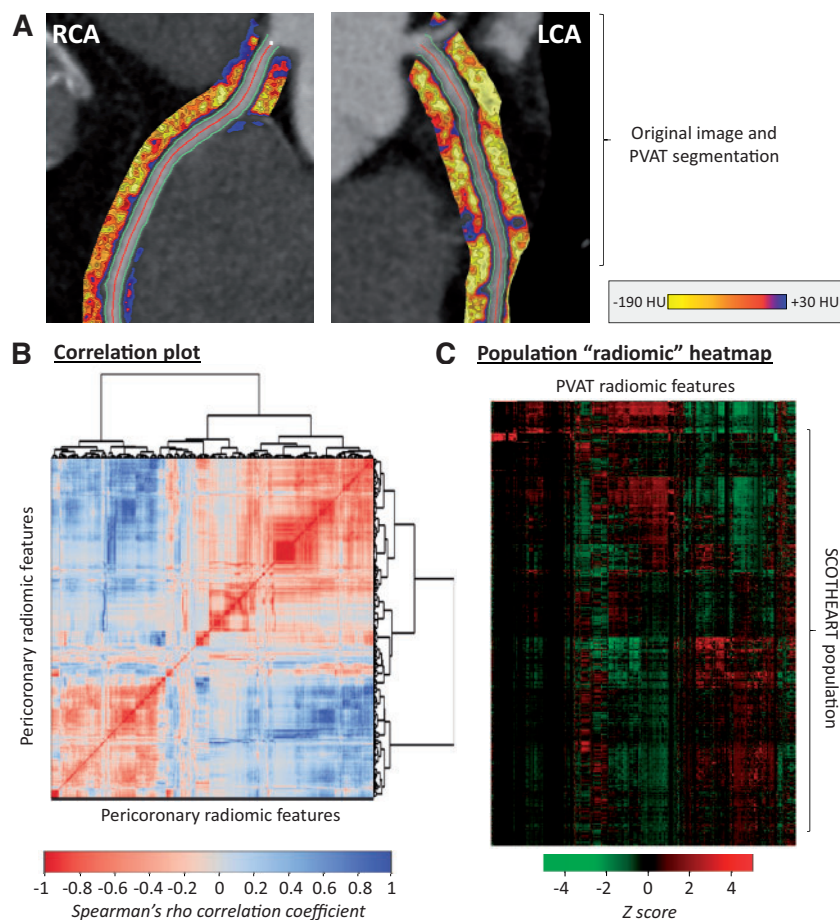 A
RCA
LCA
Original image and
PVAT segmentation
-190 HU
+30 HU
B
Correlation plot
Pericoronary radiomic features
Pericoronary radiomic features
-1 -0.8 -0.6 -0.4 -0.2 0 0.2 0.4 0.6 0.8 1
Spearman's rho correlation coefficient
C
Population “radiomic” heatmap
PVAT radiomic features
SCOTHEART population
-4 -2 0 2 4
Z score